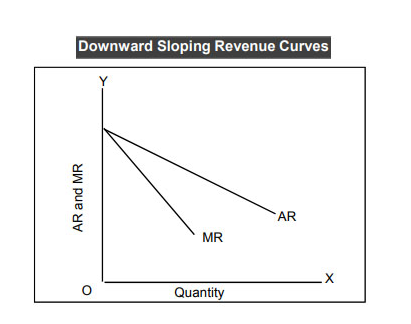 Downward Sloping Revenue Curves
Y
AR and MR
AR
MR
X
O
Quantity